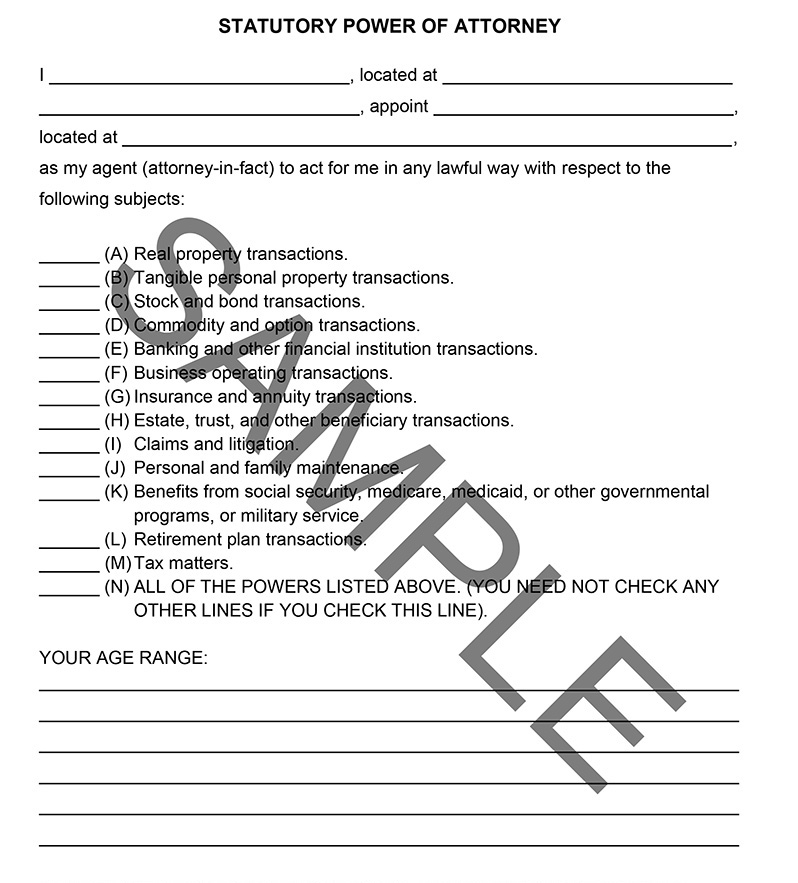 STATUTORY POWER OF ATTORNEY
I ______________________________, located at _____________________________
________________________________, appoint ______________________________,
located at _____________________________________________________________,
as my agent (attorney-in-fact) to act for me in any lawful way with respect to the
following subjects:
______ (A) Real property transactions.
______ (B) Tangible personal property transactions.
______ (C) Stock and bond transactions.
______ (D) Commodity and option transactions.
______ (E) Banking and other financial institution transactions.
______ (F) Business operating transactions.
______ (G) Insurance and annuity transactions.
______ (H) Estate, trust, and other beneficiary transactions.
______ (I) Claims and litigation.
______ (J) Personal and family maintenance.
______ (K) Benefits from social security, medicare, medicaid, or other governmental
programs, or military service.
______ (L) Retirement plan transactions.
______ (M) Tax matters.
______ (N) ALL OF THE POWERS LISTED ABOVE. (YOU NEED NOT CHECK ANY
OTHER LINES IF YOU CHECK THIS LINE).
YOUR AGE RANGE:
SAMPLE